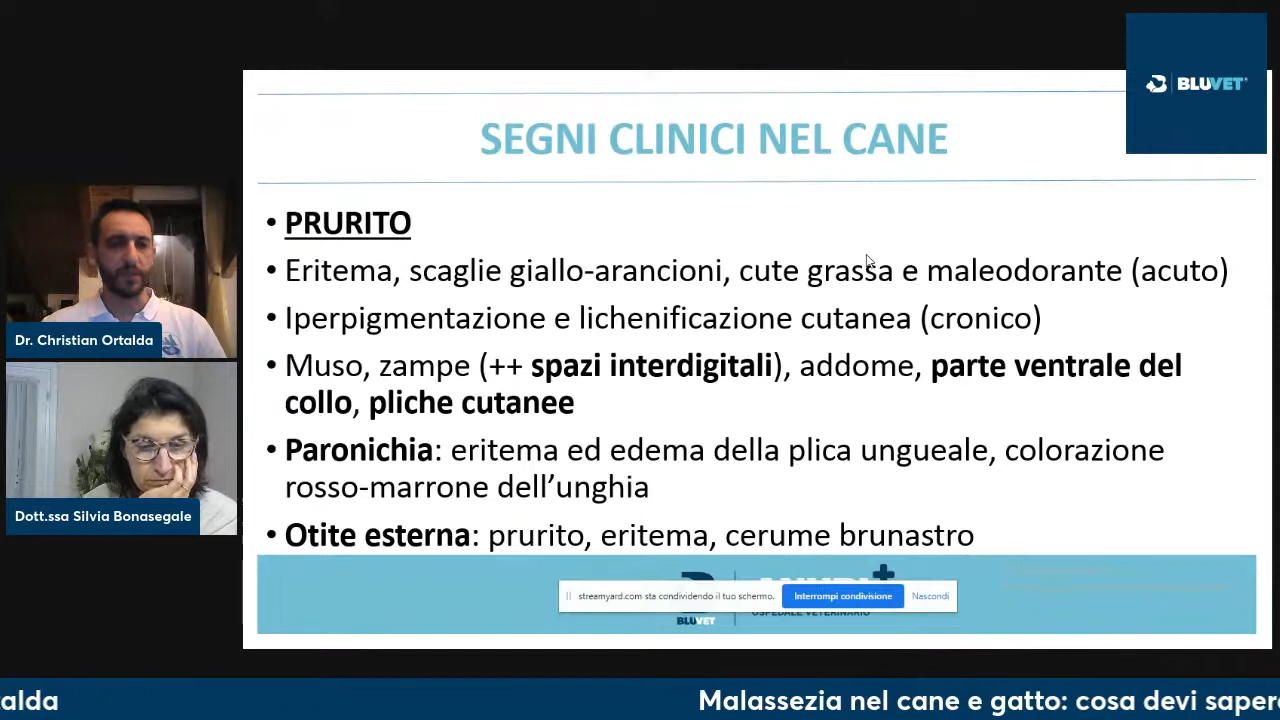 BLUVET
SEGNI CLINICI NEL CANE
• PRURITO
• Eritema, scaglie giallo-arancioni, cute grassa e maleodorante (acuto)
• Iperpigmentazione e lichenificazione cutanea (cronico)
• Muso, zampe (++ spazi interdigitali), addome, parte ventrale del
collo, pliche cutanee
• Paronichia: eritema ed edema della plica ungueale, colorazione
rosso-marrone dell’unghia
• Otite esterna: prurito, eritema, cerume brunastro
Dr. Christian Ortalda
Dott.ssa Silvia Bonasegale
streamyard.com sta condividendo il tuo schermo.
Interrompi condivisione
Nascondi
BLUVET
OSPEDALE VETERINARIO
talda
Malassezia nel cane e gatto: cosa devi saper